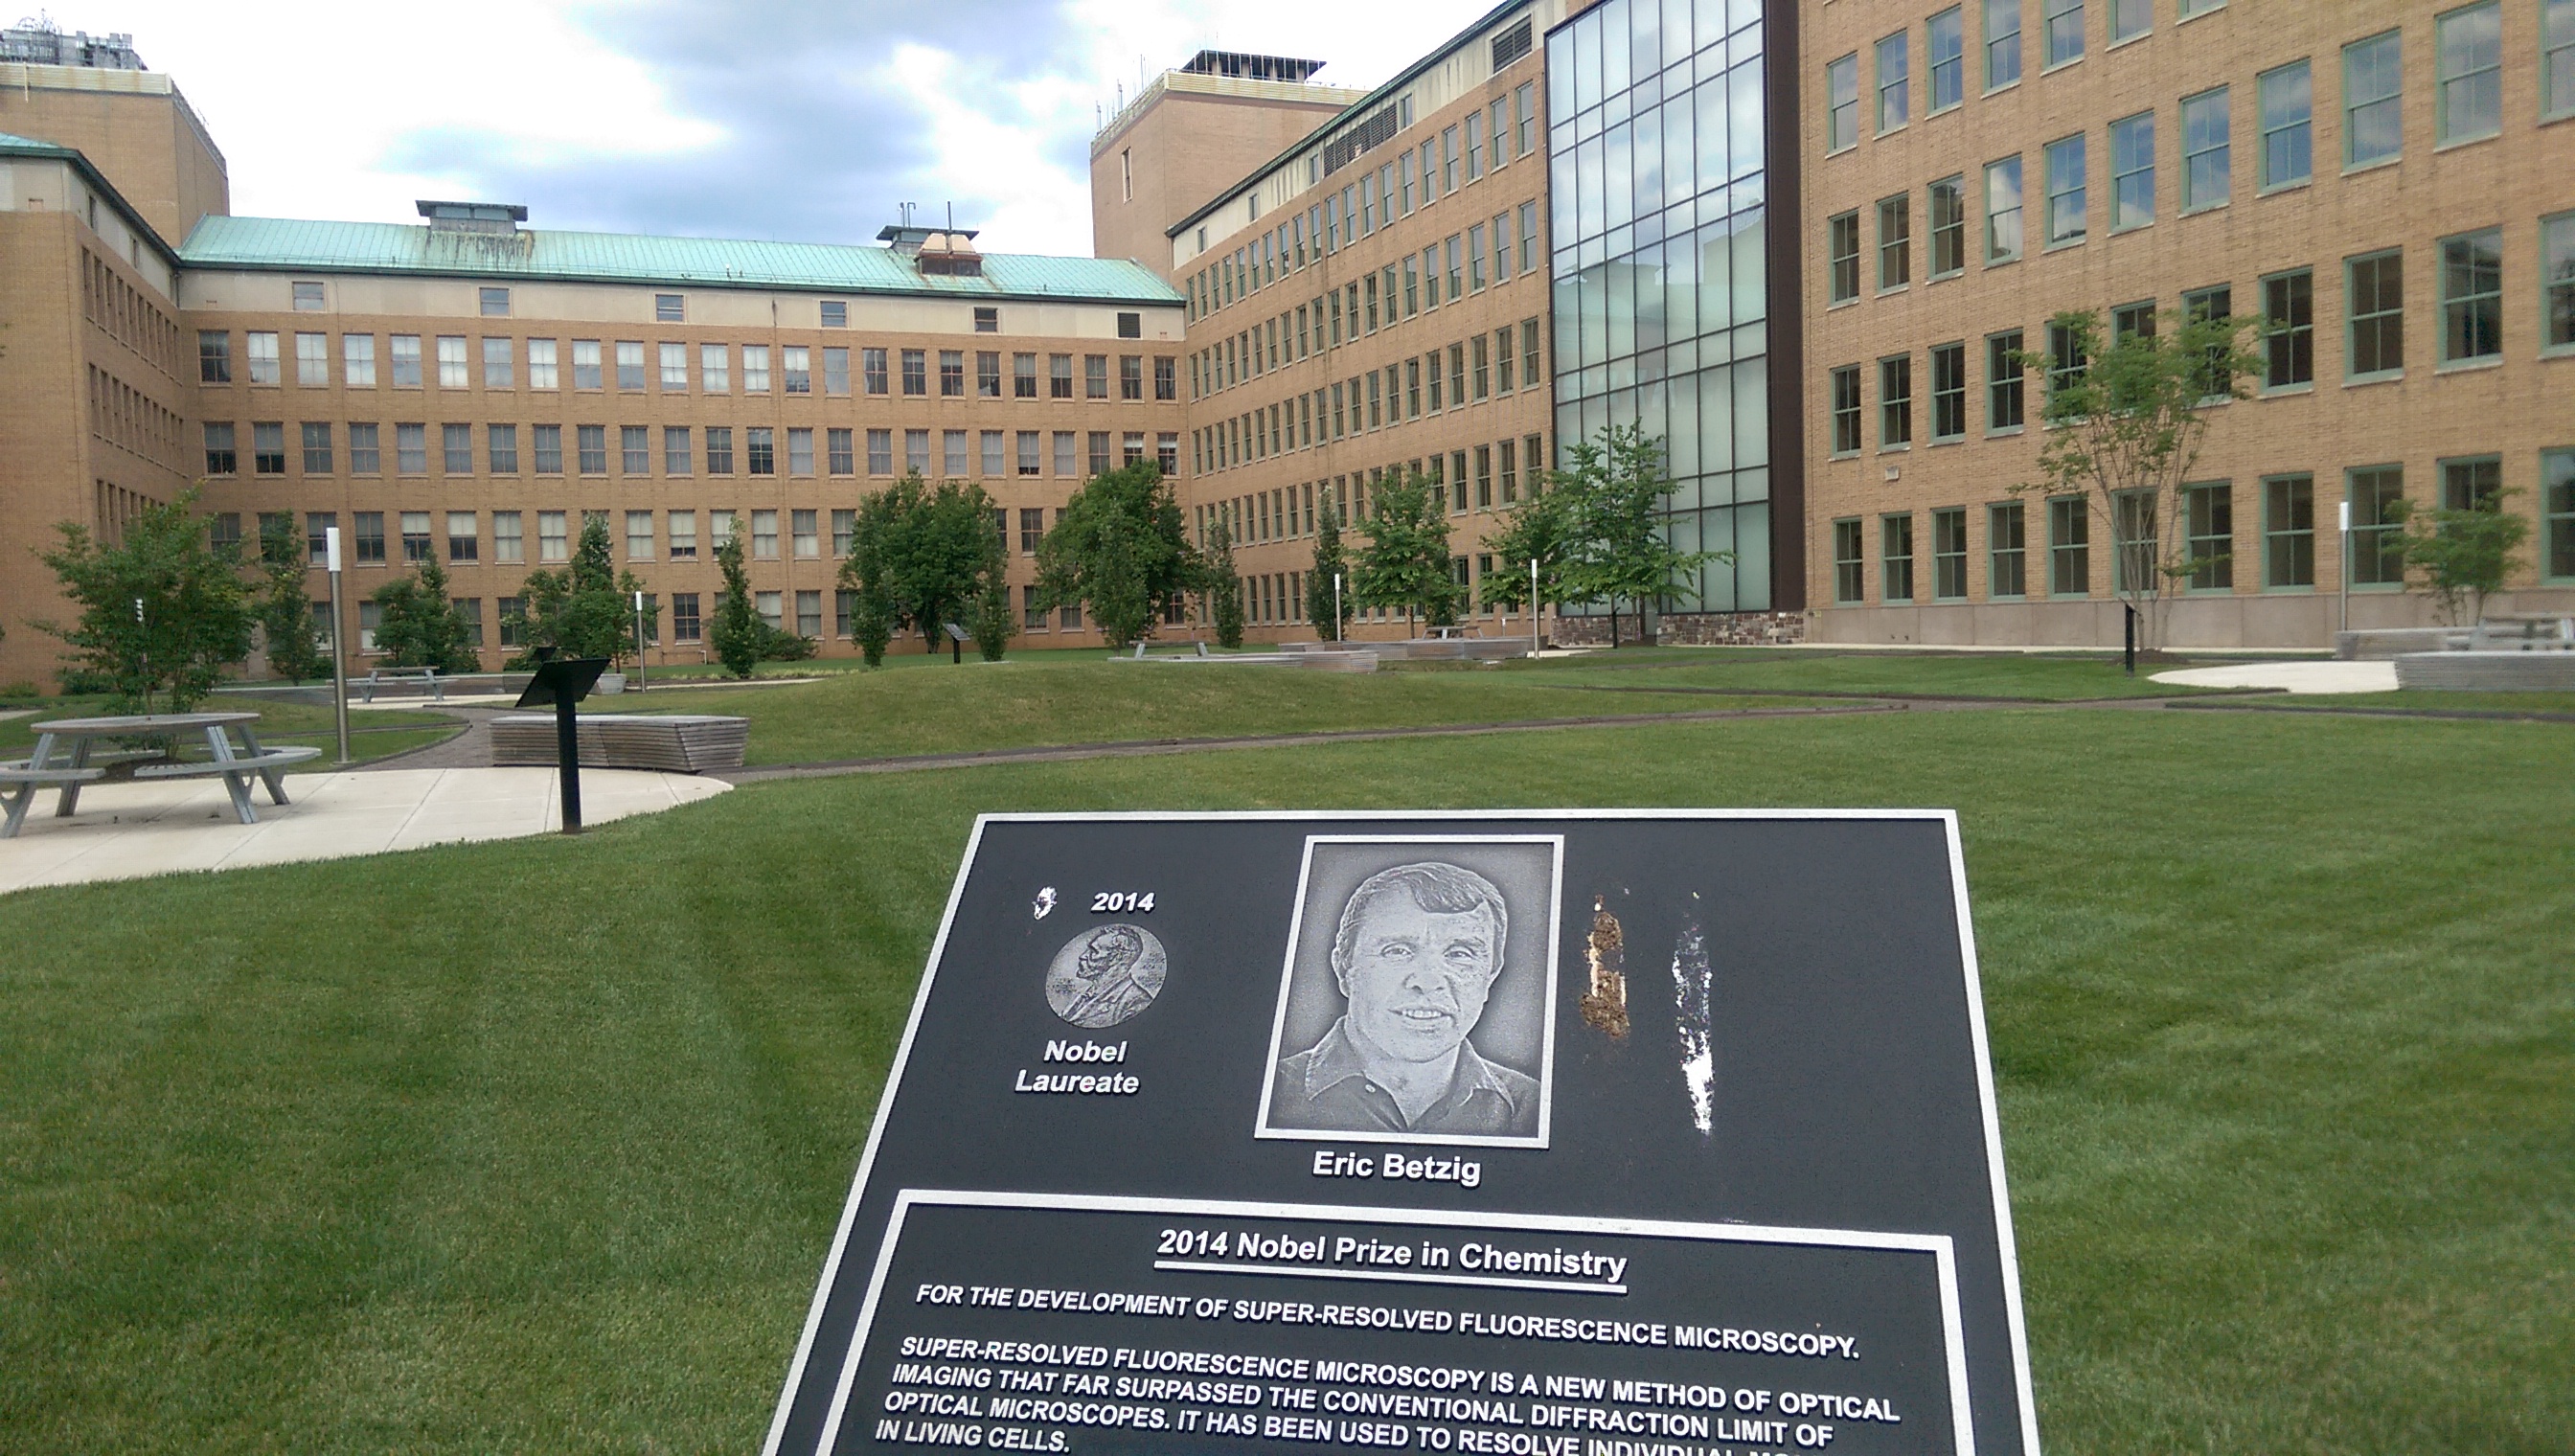 2014
Nobel
Laureate
Eric Betzig
2014 Nobel Prize in Chemistry
FOR THE DEVELOPMENT OF SUPER-RESOLVED FLUORESCENCE MICROSCOPY.
SUPER-RESOLVED FLUORESCENCE MICROSCOPY IS A NEW METHOD OF OPTICAL
IMAGING THAT FAR SURPASSED THE CONVENTIONAL DIFFRACTION LIMIT OF
OPTICAL MICROSCOPES. IT HAS BEEN USED TO RESOLVE INDIVIDUAL
IN LIVING CELLS.